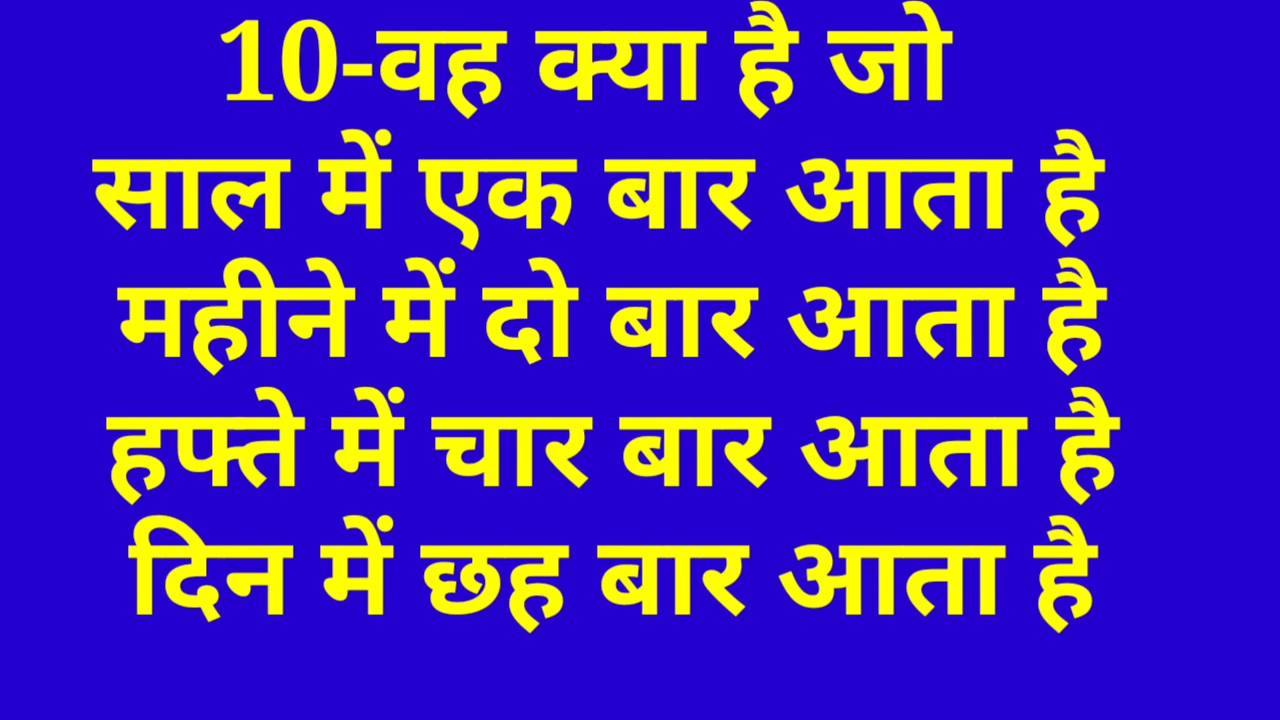 10-वह क्या है जो
साल में एक बार आता है
महीने में दो बार आता है
हफ्ते में चार बार आता है
दिन में छह बार आता है